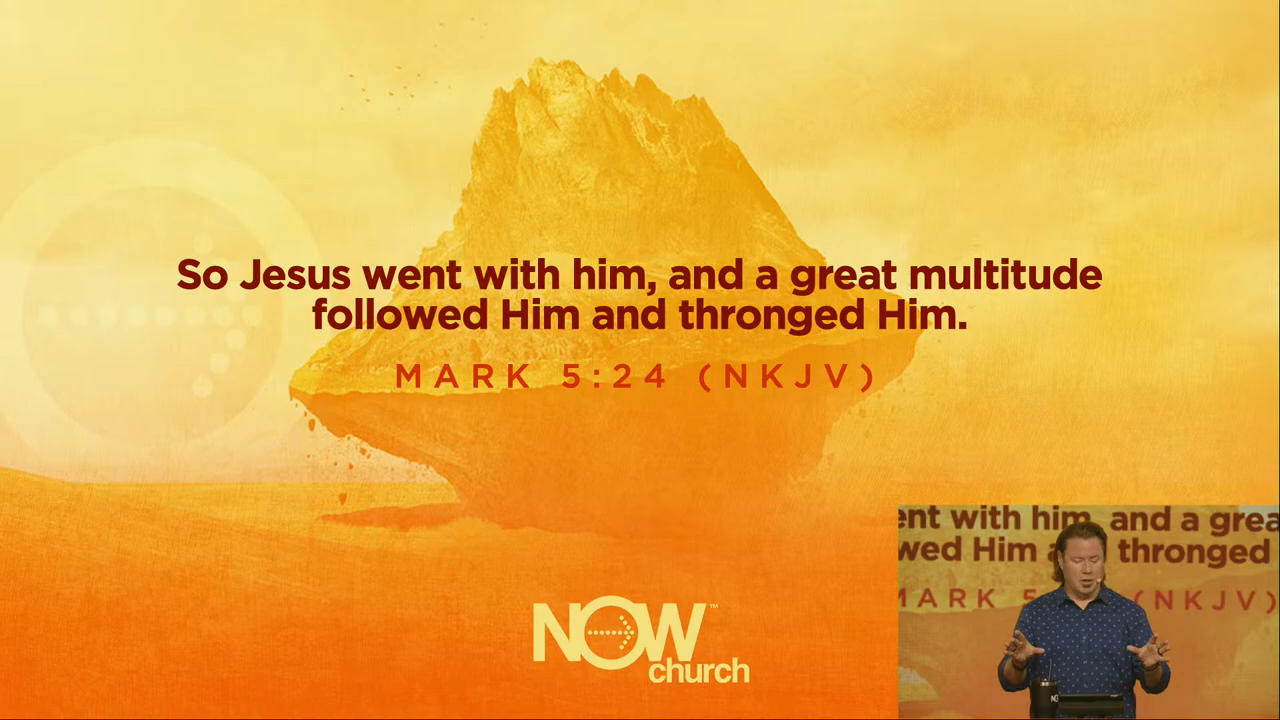 So Jesus went with him, and a great multitude
followed Him and thronged Him.
MARK 5:24 (NKJV)
NOW™
church
ent with him, and a grea
wed Him a thronged
MARK 5 (NKJV)